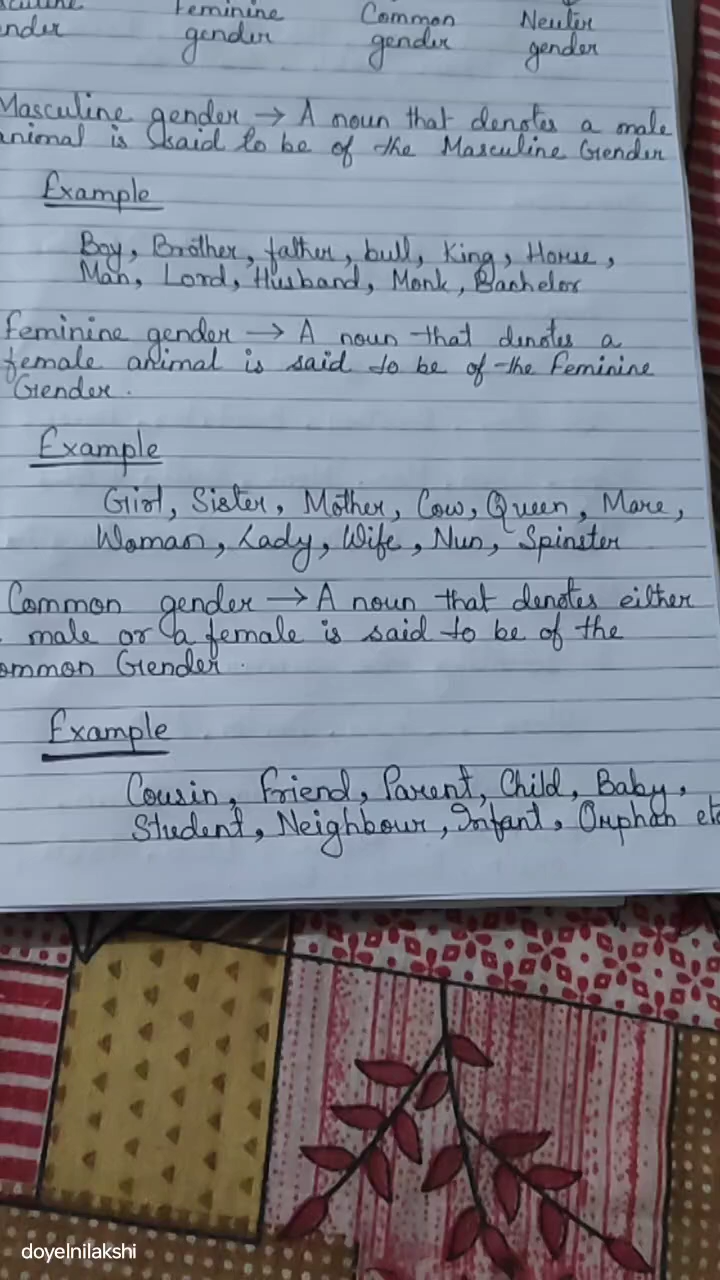 Feminine Common Neuter
gender gender gender
Masculine gender → A noun that denotes a male
animal is said to be of the Masculine Gender
Example
Boy, Brother, father, bull, King, Horse,
Man, Lord, Husband, Monk, Bachelor
Feminine gender → A noun that denotes a
female animal is said to be of the Feminine
Gender.
Example
Girl, Sister, Mother, Cow, Queen, Mare,
Woman, Lady, Wife, Nun, Spinster
Common gender → A noun that denotes either
male or a female is said to be of the
ommon Gender.
Example
Cousin, Friend, Parent, Child, Baby,
Student, Neighbour, Infant, Orphan etc
doyelnilakshi